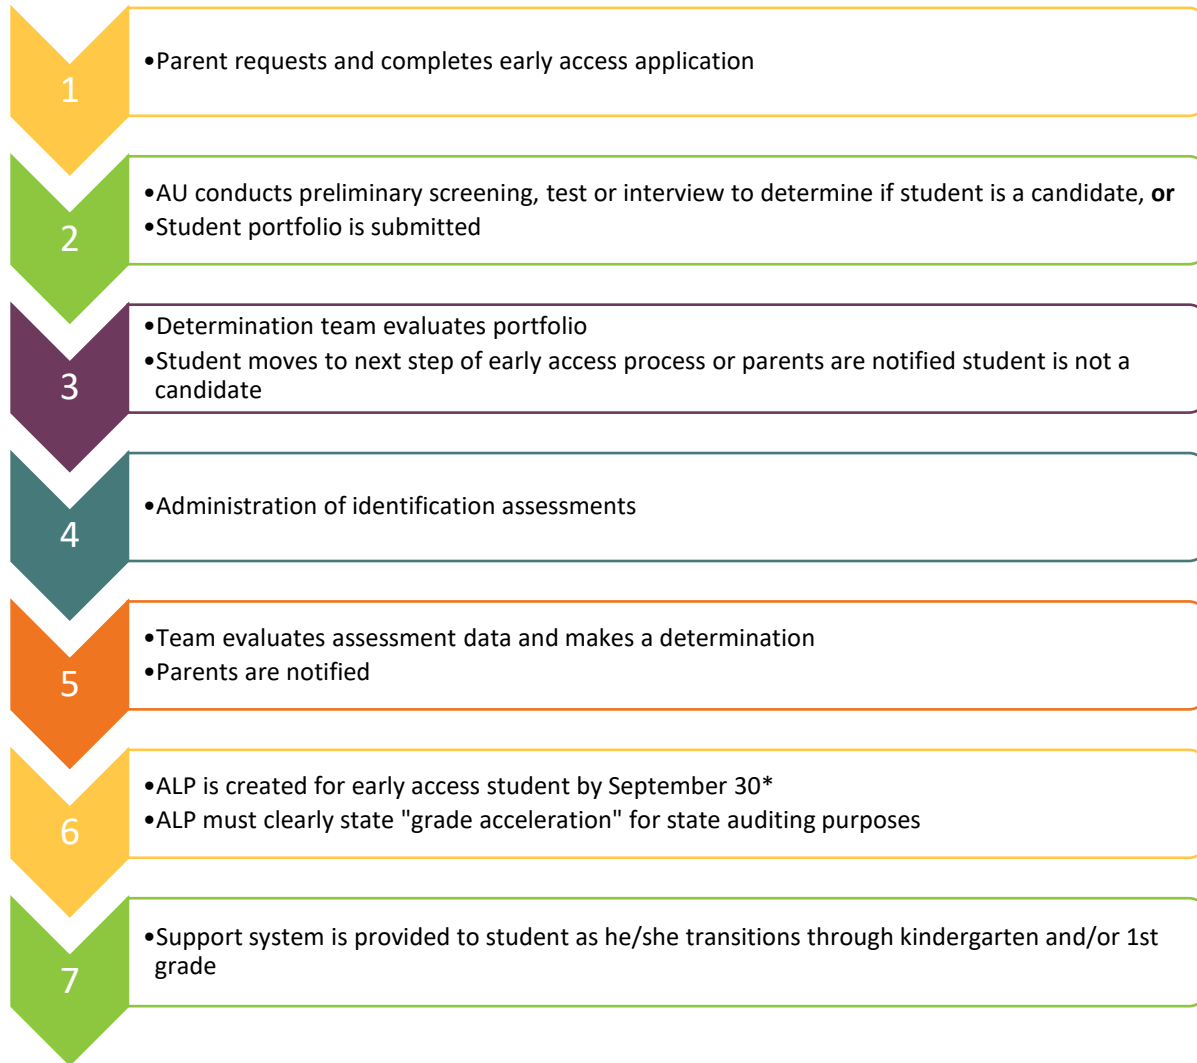 1
•Parent requests and completes early access application
2
•AU conducts preliminary screening, test or interview to determine if student is a candidate, or
•Student portfolio is submitted
3
•Determination team evaluates portfolio
•Student moves to next step of early access process or parents are notified student is not a
candidate
4
•Administration of identification assessments
5
•Team evaluates assessment data and makes a determination
•Parents are notified
6
•ALP is created for early access student by September 30*
•ALP must clearly state "grade acceleration" for state auditing purposes
7
•Support system is provided to student as he/she transitions through kindergarten and/or 1st
grade